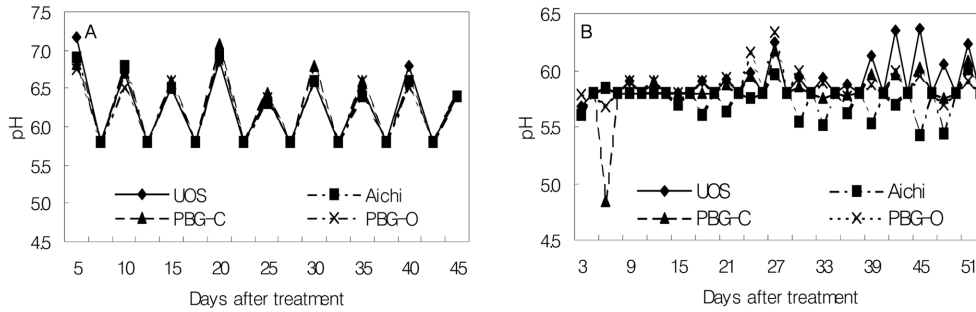 A
7.5
7.0
6.5
6.0
5.5
5.0
4.5
pH
UOS
Aichi
PBG-C
PBG-O
5 10 15 20 25 30 35 40 45
Days after treatment
B
6.5
6.0
5.5
5.0
4.5
pH
UOS
Aichi
PBG-C
PBG-O
3 9 15 21 27 33 39 45 51
Days after treatment